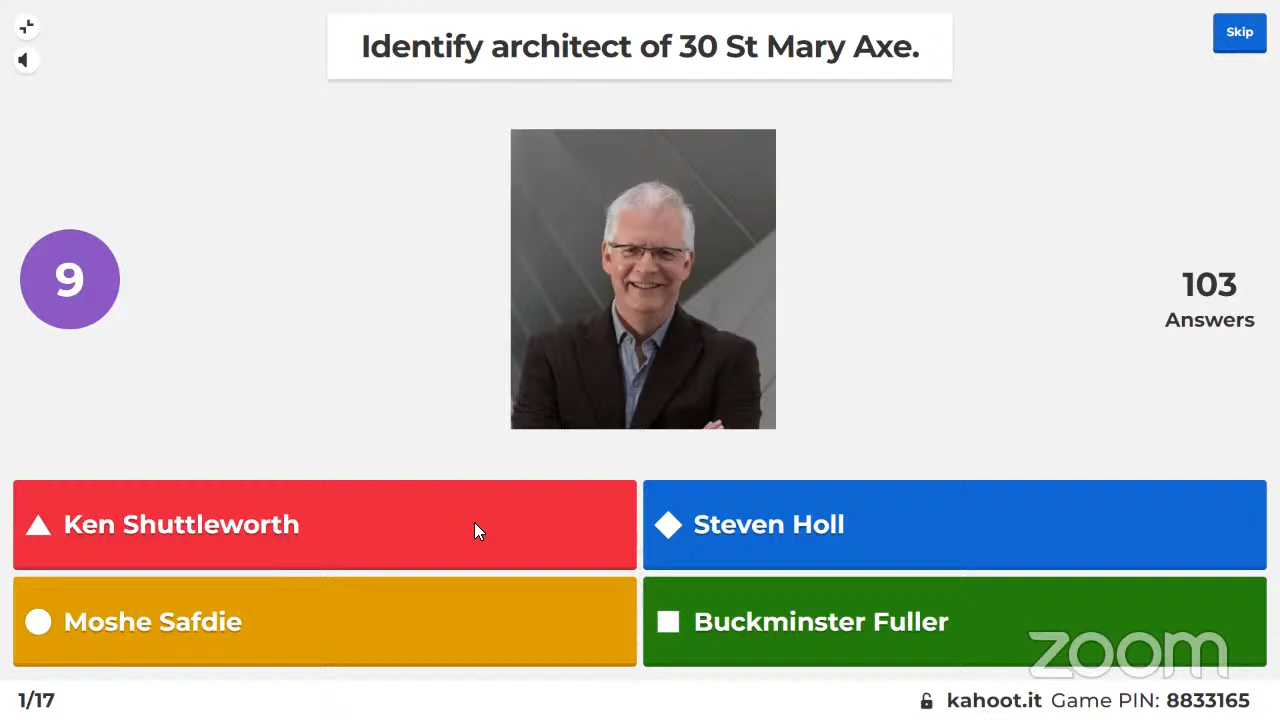 Identify architect of 30 St Mary Axe.
Skip
9
103
Answers
Ken Shuttleworth
Steven Holl
Moshe Safdie
Buckminster Fuller
zoom
1/17
kahoot.it Game PIN: 8833165